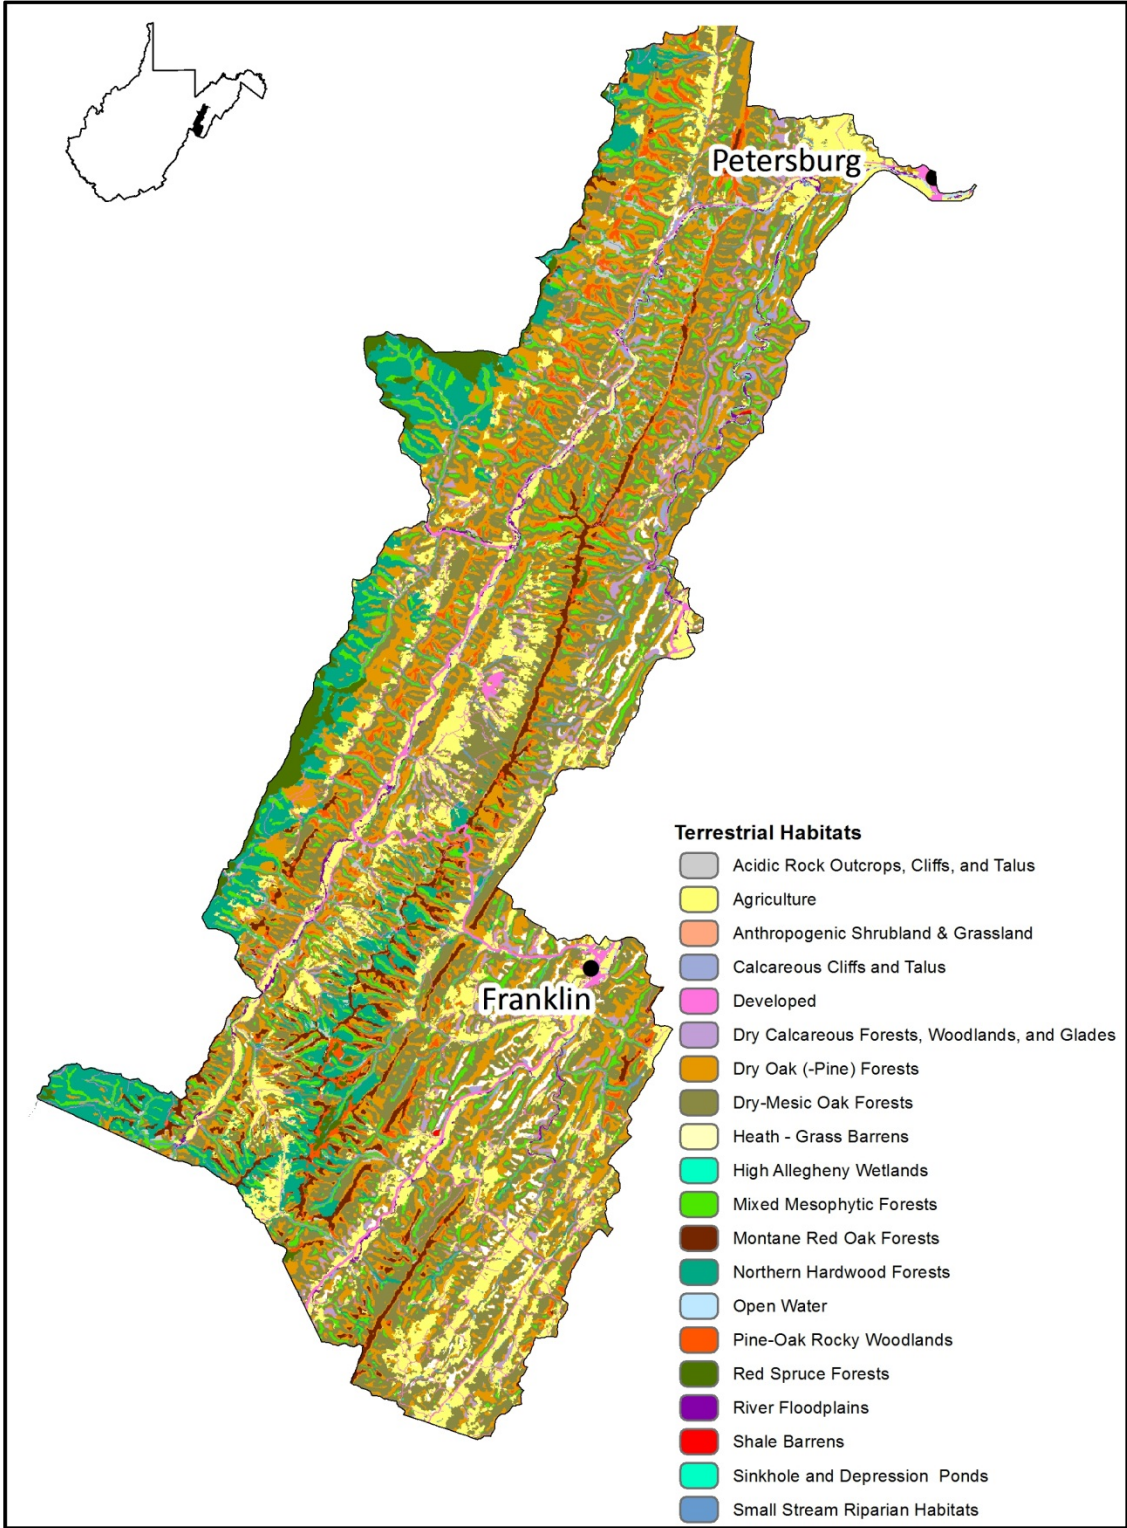 Petersburg
Franklin
Terrestrial Habitats
Acidic Rock Outcrops, Cliffs, and Talus
Agriculture
Anthropogenic Shrubland & Grassland
Calcareous Cliffs and Talus
Developed
Dry Calcareous Forests, Woodlands, and Glades
Dry Oak (-Pine) Forests
Dry-Mesic Oak Forests
Heath - Grass Barrens
High Allegheny Wetlands
Mixed Mesophytic Forests
Montane Red Oak Forests
Northern Hardwood Forests
Open Water
Pine-Oak Rocky Woodlands
Red Spruce Forests
River Floodplains
Shale Barrens
Sinkhole and Depression  Ponds
Small Stream Riparian Habitats